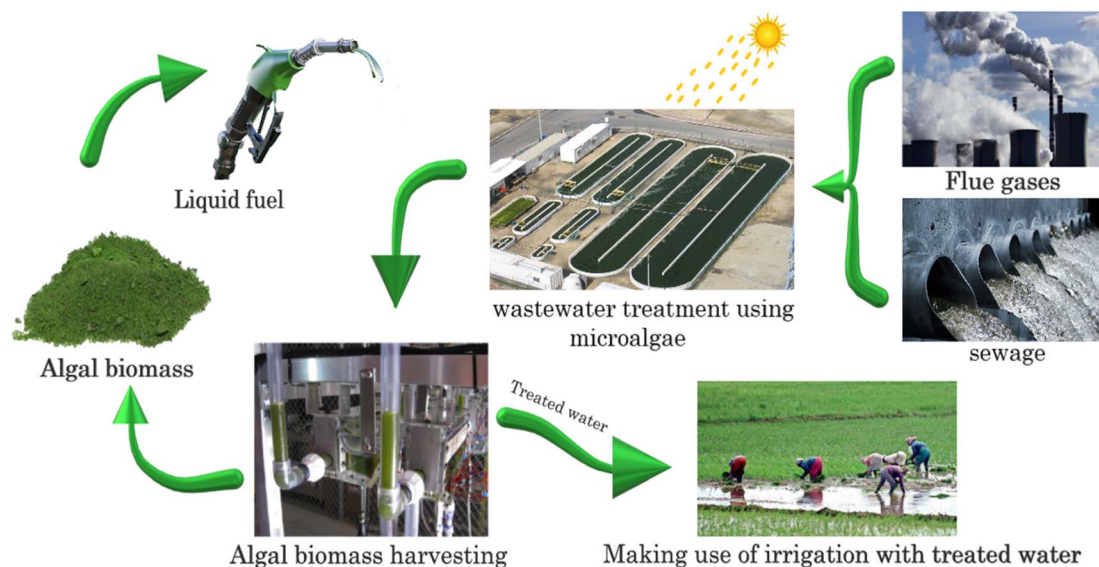 Liquid fuel
Flue gases
wastewater treatment using
microalgae
sewage
Algal biomass
Treated water
Algal biomass harvesting
Making use of irrigation with treated water